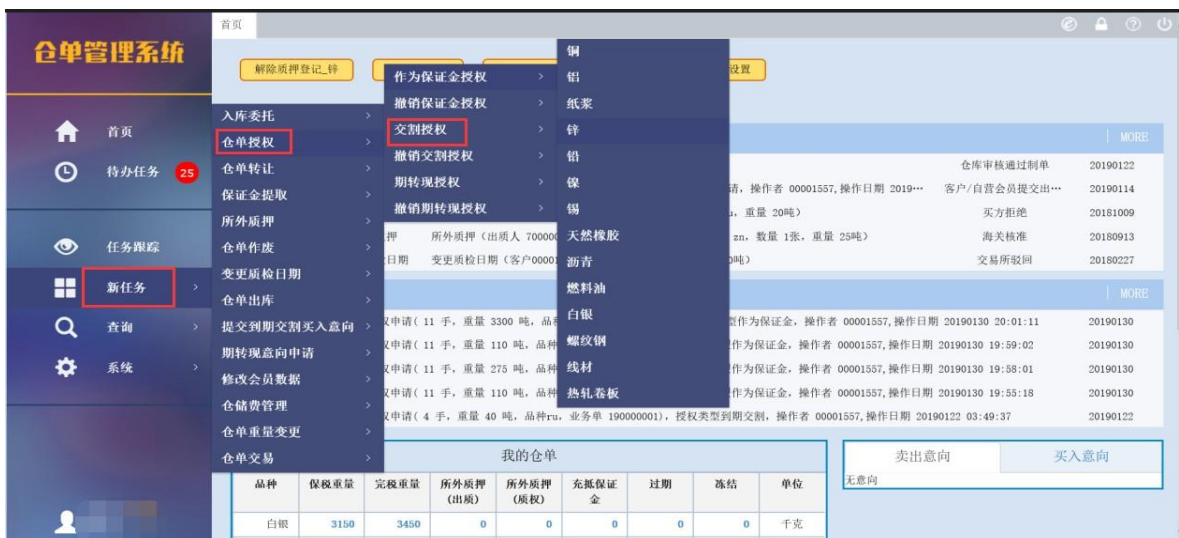 首页
仓单管理系统
首页
待办任务 25
任务跟踪
新任务
查询
系统
解除质押登记_锌
设置
入库委托
仓单授权
仓单转让
保证金提取
所外质押
仓单作废
变更质检日期
仓单出库
提交到期交割买入意向
期转现意向申请
修改会员数据
仓储费管理
仓单重量变更
仓单交易
作为保证金授权
撤销保证金授权
交割授权
撤销交割授权
期转现授权
撤销期转现授权
铜
铝
纸浆
锌
铅
镍
锡
天然橡胶
沥青
燃料油
白银
螺纹钢
线材
热轧卷板
MORE
仓库审核通过制单 20190122
请，操作者 00001557,操作日期 2019… 客户/自营会员提交出… 20190114
u，重量 20吨） 买方拒绝 20181009
押 所外质押（出质人 70000 zn，数量 1张，重量 25吨） 海关核准 20180913
日期 变更质检日期（客户00001 0吨） 交易所驳回 20180227
MORE
权申请( 11 手，重量 3300 吨，品种 型作为保证金，操作者 00001557,操作日期 20190130 20:01:11 20190130
权申请( 11 手，重量 110 吨，品种 作为保证金，操作者 00001557,操作日期 20190130 19:59:02 20190130
权申请( 11 手，重量 275 吨，品种 作为保证金，操作者 00001557,操作日期 20190130 19:58:01 20190130
权申请( 11 手，重量 110 吨，品种 作为保证金，操作者 00001557,操作日期 20190130 19:55:18 20190130
权申请( 4 手，重量 40 吨，品种ru，业务单 190000001)，授权类型到期交割，操作者 00001557,操作日期 20190122 03:49:37 20190122
我的仓单
品种 保税重量 完税重量 所外质押（出质） 所外质押（质权） 充抵保证金 过期 冻结 单位
白银 3150 3450 0 0 0 0 0 千克
卖出意向 买入意向
无意向